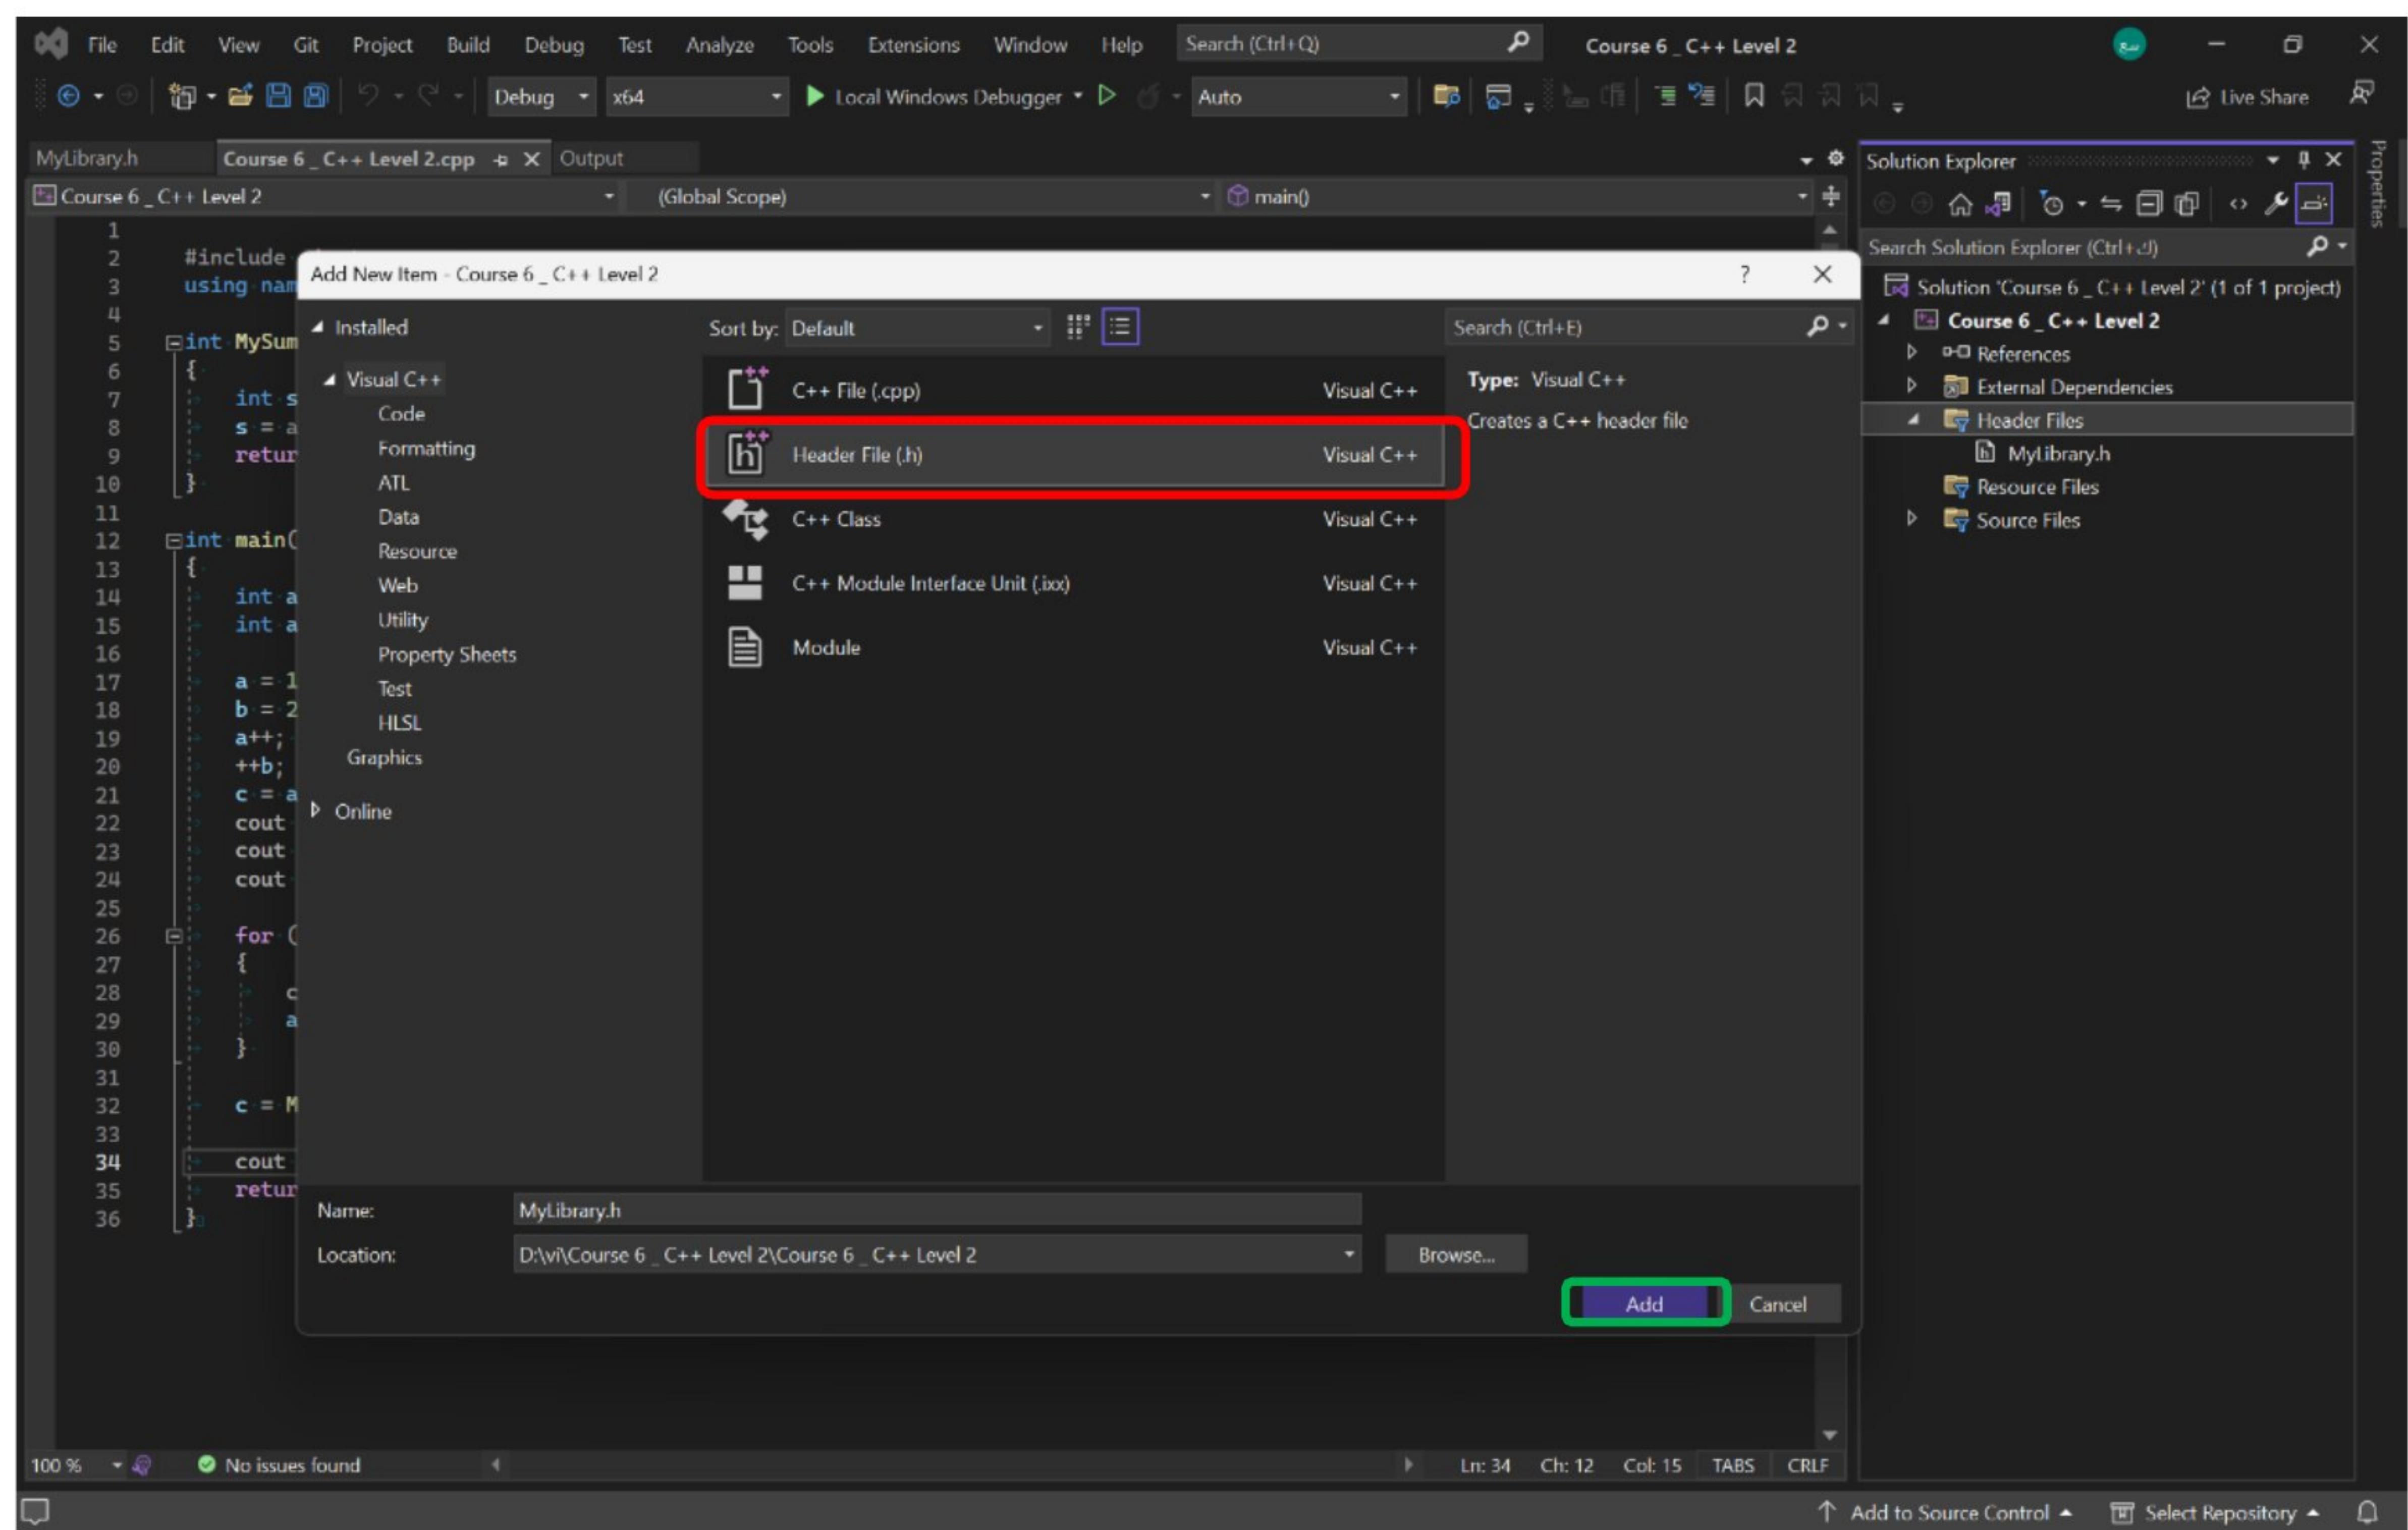 File Edit View Git Project Build Debug Test Analyze Tools Extensions Window Help Search (Ctrl+Q) Course 6 _ C++ Level 2
Debug x64 Local Windows Debugger Auto Live Share
MyLibrary.h Course 6 _ C++ Level 2.cpp Output
Course 6 _ C++ Level 2 (Global Scope) main()
1
2 #include
3 using nam
4
5 int MySum
6 {
7 int s
8 s = a
9 retur
10 }
11
12 int main(
13 {
14 int a
15 int a
16
17 a = 1
18 b = 2
19 a++;
20 ++b;
21 c = a
22 cout
23 cout
24 cout
25
26 for (
27 {
28 c
29 a
30 }
31
32 c = M
33
34 cout
35 retur
36 }
Add New Item - Course 6 _ C++ Level 2 ?
Installed
Visual C++
Code
Formatting
ATL
Data
Resource
Web
Utility
Property Sheets
Test
HLSL
Graphics
Online
Sort by: Default
C++ File (.cpp) Visual C++
Header File (.h) Visual C++
C++ Class Visual C++
C++ Module Interface Unit (.ixx) Visual C++
Module Visual C++
Search (Ctrl+E)
Type: Visual C++
Creates a C++ header file
Name: MyLibrary.h
Location: D:\vi\Course 6 _ C++ Level 2\Course 6 _ C++ Level 2 Browse...
Add Cancel
Solution Explorer
Search Solution Explorer (Ctrl+ك)
Solution 'Course 6 _ C++ Level 2' (1 of 1 project)
Course 6 _ C++ Level 2
References
External Dependencies
Header Files
MyLibrary.h
Resource Files
Source Files
Properties
100 % No issues found Ln: 34 Ch: 12 Col: 15 TABS CRLF
Add to Source Control Select Repository